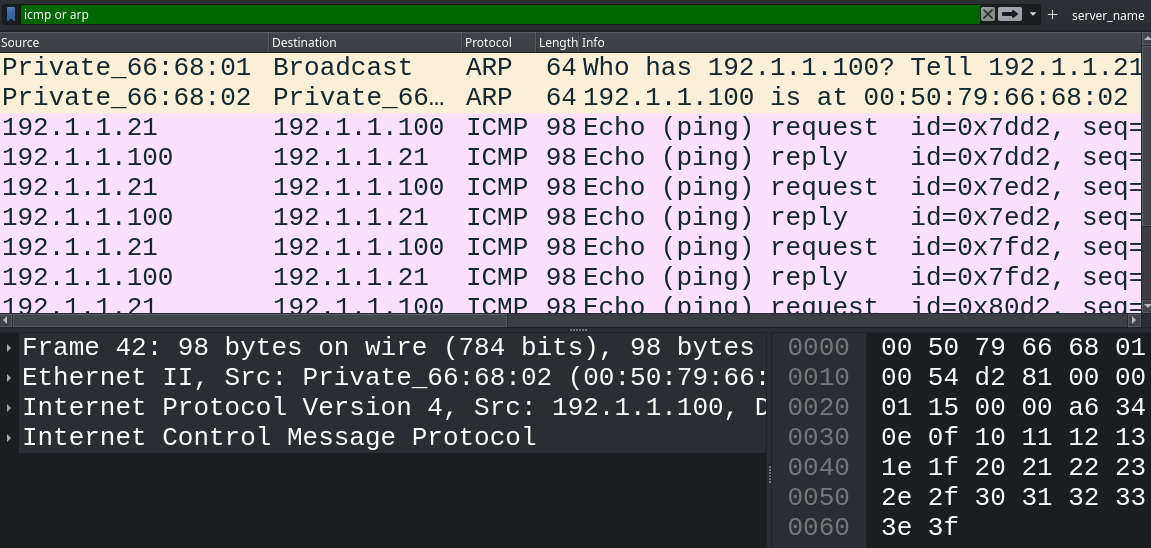 icmp or arp server_name
Source Destination Protocol Length Info
Private_66:68:01 Broadcast ARP 64 Who has 192.1.1.100? Tell 192.1.1.21
Private_66:68:02 Private_66… ARP 64 192.1.1.100 is at 00:50:79:66:68:02
192.1.1.21 192.1.1.100 ICMP 98 Echo (ping) request id=0x7dd2, seq=
192.1.1.100 192.1.1.21 ICMP 98 Echo (ping) reply id=0x7dd2, seq=
192.1.1.21 192.1.1.100 ICMP 98 Echo (ping) request id=0x7ed2, seq=
192.1.1.100 192.1.1.21 ICMP 98 Echo (ping) reply id=0x7ed2, seq=
192.1.1.21 192.1.1.100 ICMP 98 Echo (ping) request id=0x7fd2, seq=
192.1.1.100 192.1.1.21 ICMP 98 Echo (ping) reply id=0x7fd2, seq=
192.1.1.21 192.1.1.100 ICMP 98 Echo (ping) request id=0x80d2, seq=
Frame 42: 98 bytes on wire (784 bits), 98 bytes
Ethernet II, Src: Private_66:68:02 (00:50:79:66:
Internet Protocol Version 4, Src: 192.1.1.100, D
Internet Control Message Protocol
0000 00 50 79 66 68 01
0010 00 54 d2 81 00 00
0020 01 15 00 00 a6 34
0030 0e 0f 10 11 12 13
0040 1e 1f 20 21 22 23
0050 2e 2f 30 31 32 33
0060 3e 3f